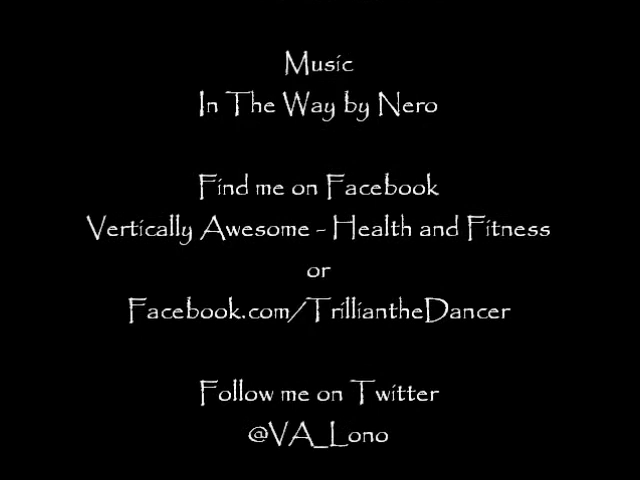 Music
In The Way by Nero
Find me on Facebook
Vertically Awesome - Health and Fitness
or
Facebook.com/TrilliantheDancer
Follow me on Twitter
@VA_Lono